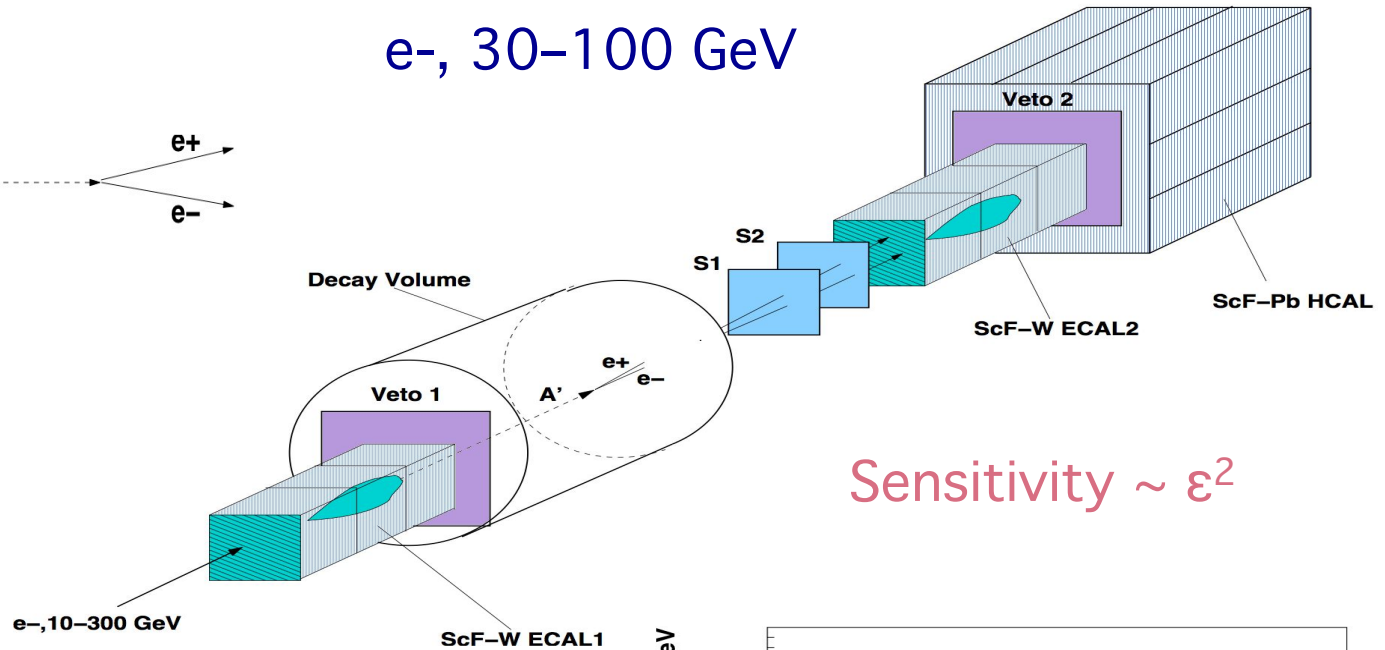 e-, 30–100 GeV
Veto 2
e+
e-
S2
S1
Decay Volume
ScF–Pb HCAL
ScF–W ECAL2
e+
e–
A'
Veto 1
Sensitivity ~ ε²
e–,10–300 GeV
ScF–W ECAL1